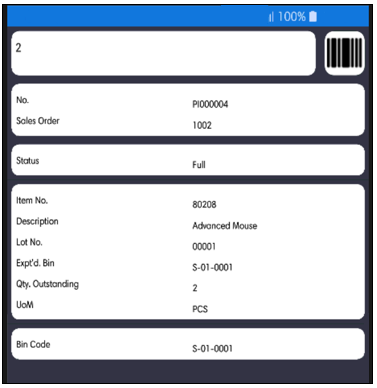 100%
2
No. PI000004
Sales Order 1002
Status Full
Item No. 80208
Description Advanced Mouse
Lot No. 00001
Expt'd. Bin S-01-0001
Qty. Outstanding 2
UoM PCS
Bin Code S-01-0001